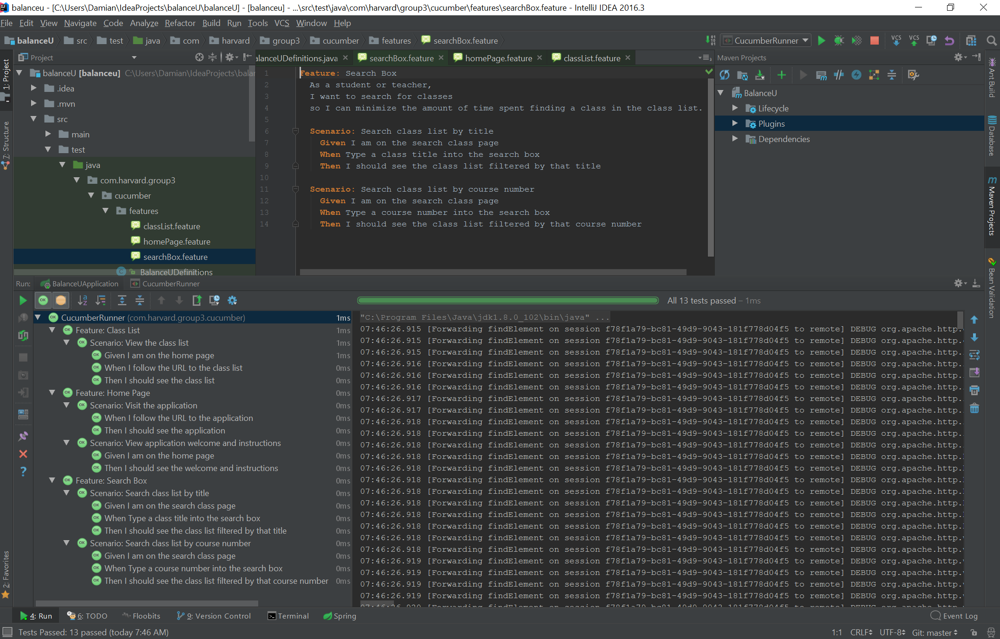 balanceu - [C:\Users\Damian\IdeaProjects\balanceU\balanceU] - [balanceu] - ...\src\test\java\com\harvard\group3\cucumber\features\searchBox.feature - IntelliJ IDEA 2016.3
File Edit View Navigate Code Analyze Refactor Build Run Tools VCS Window Help
balanceU src test java com harvard group3 cucumber features searchBox.feature CucumberRunner VCS VCS
1: Project
7: Structure
2: Favorites
Project
balanceU [balanceu] C:\Users\Damian\IdeaProjects\balan
.idea
.mvn
src
main
test
java
com.harvard.group3
cucumber
features
classList.feature
homePage.feature
searchBox.feature
BalanceUDefinitions
alanceUDefinitions.java searchBox.feature homePage.feature classList.feature
1 Feature: Search Box
2 As a student or teacher,
3 I want to search for classes
4 so I can minimize the amount of time spent finding a class in the class list.
5
6 Scenario: Search class list by title
7 Given I am on the search class page
8 When Type a class title into the search box
9 Then I should see the class list filtered by that title
10
11 Scenario: Search class list by course number
12 Given I am on the search class page
13 When Type a course number into the search box
14 Then I should see the class list filtered by that course number
Maven Projects
BalanceU
Lifecycle
Plugins
Dependencies
Ant Build
Database
Maven Projects
Bean Validation
Run: BalanceUApplication CucumberRunner
All 13 tests passed – 1ms
CucumberRunner (com.harvard.group3.cucumber) 1ms
Feature: Class List 1ms
Scenario: View the class list 1ms
Given I am on the home page 1ms
When I follow the URL to the class list 0ms
Then I should see the class list 0ms
Feature: Home Page 0ms
Scenario: Visit the application 0ms
When I follow the URL to the application 0ms
Then I should see the application 0ms
Scenario: View application welcome and instructions 0ms
Given I am on the home page 0ms
Then I should see the welcome and instructions 0ms
Feature: Search Box 0ms
Scenario: Search class list by title 0ms
Given I am on the search class page 0ms
When Type a class title into the search box 0ms
Then I should see the class list filtered by that title 0ms
Scenario: Search class list by course number 0ms
Given I am on the search class page 0ms
When Type a course number into the search box 0ms
Then I should see the class list filtered by that course number 0ms
"C:\Program Files\Java\jdk1.8.0_102\bin\java" ...
07:46:26.915 [Forwarding findElement on session f78f1a79-bc81-49d9-9043-181f778d04f5 to remote] DEBUG org.apache.http.
07:46:26.915 [Forwarding findElement on session f78f1a79-bc81-49d9-9043-181f778d04f5 to remote] DEBUG org.apache.http.
07:46:26.915 [Forwarding findElement on session f78f1a79-bc81-49d9-9043-181f778d04f5 to remote] DEBUG org.apache.http.
07:46:26.916 [Forwarding findElement on session f78f1a79-bc81-49d9-9043-181f778d04f5 to remote] DEBUG org.apache.http.
07:46:26.916 [Forwarding findElement on session f78f1a79-bc81-49d9-9043-181f778d04f5 to remote] DEBUG org.apache.http.
07:46:26.916 [Forwarding findElement on session f78f1a79-bc81-49d9-9043-181f778d04f5 to remote] DEBUG org.apache.http.
07:46:26.917 [Forwarding findElement on session f78f1a79-bc81-49d9-9043-181f778d04f5 to remote] DEBUG org.apache.http.
07:46:26.917 [Forwarding findElement on session f78f1a79-bc81-49d9-9043-181f778d04f5 to remote] DEBUG org.apache.http.
07:46:26.918 [Forwarding findElement on session f78f1a79-bc81-49d9-9043-181f778d04f5 to remote] DEBUG org.apache.http.
07:46:26.918 [Forwarding findElement on session f78f1a79-bc81-49d9-9043-181f778d04f5 to remote] DEBUG org.apache.http.
07:46:26.918 [Forwarding findElement on session f78f1a79-bc81-49d9-9043-181f778d04f5 to remote] DEBUG org.apache.http.
07:46:26.918 [Forwarding findElement on session f78f1a79-bc81-49d9-9043-181f778d04f5 to remote] DEBUG org.apache.http.
07:46:26.918 [Forwarding findElement on session f78f1a79-bc81-49d9-9043-181f778d04f5 to remote] DEBUG org.apache.http.
07:46:26.918 [Forwarding findElement on session f78f1a79-bc81-49d9-9043-181f778d04f5 to remote] DEBUG org.apache.http.
07:46:26.918 [Forwarding findElement on session f78f1a79-bc81-49d9-9043-181f778d04f5 to remote] DEBUG org.apache.http.
07:46:26.918 [Forwarding findElement on session f78f1a79-bc81-49d9-9043-181f778d04f5 to remote] DEBUG org.apache.http.
07:46:26.918 [Forwarding findElement on session f78f1a79-bc81-49d9-9043-181f778d04f5 to remote] DEBUG org.apache.http.
07:46:26.918 [Forwarding findElement on session f78f1a79-bc81-49d9-9043-181f778d04f5 to remote] DEBUG org.apache.http.
07:46:26.918 [Forwarding findElement on session f78f1a79-bc81-49d9-9043-181f778d04f5 to remote] DEBUG org.apache.http.
07:46:26.918 [Forwarding findElement on session f78f1a79-bc81-49d9-9043-181f778d04f5 to remote] DEBUG org.apache.http.
07:46:26.919 [Forwarding findElement on session f78f1a79-bc81-49d9-9043-181f778d04f5 to remote] DEBUG org.apache.http.
07:46:26.919 [Forwarding findElement on session f78f1a79-bc81-49d9-9043-181f778d04f5 to remote] DEBUG org.apache.http.
07:46:26.919 [Forwarding findElement on session f78f1a79-bc81-49d9-9043-181f778d04f5 to remote] DEBUG org.apache.http.
07:46:26.919 [Forwarding findElement on session f78f1a79-bc81-49d9-9043-181f778d04f5 to remote] DEBUG org.apache.http.
4: Run 6: TODO Floobits 9: Version Control Terminal Spring Event Log
Tests Passed: 13 passed (today 7:46 AM) 1:1 CRLF UTF-8 Git: master